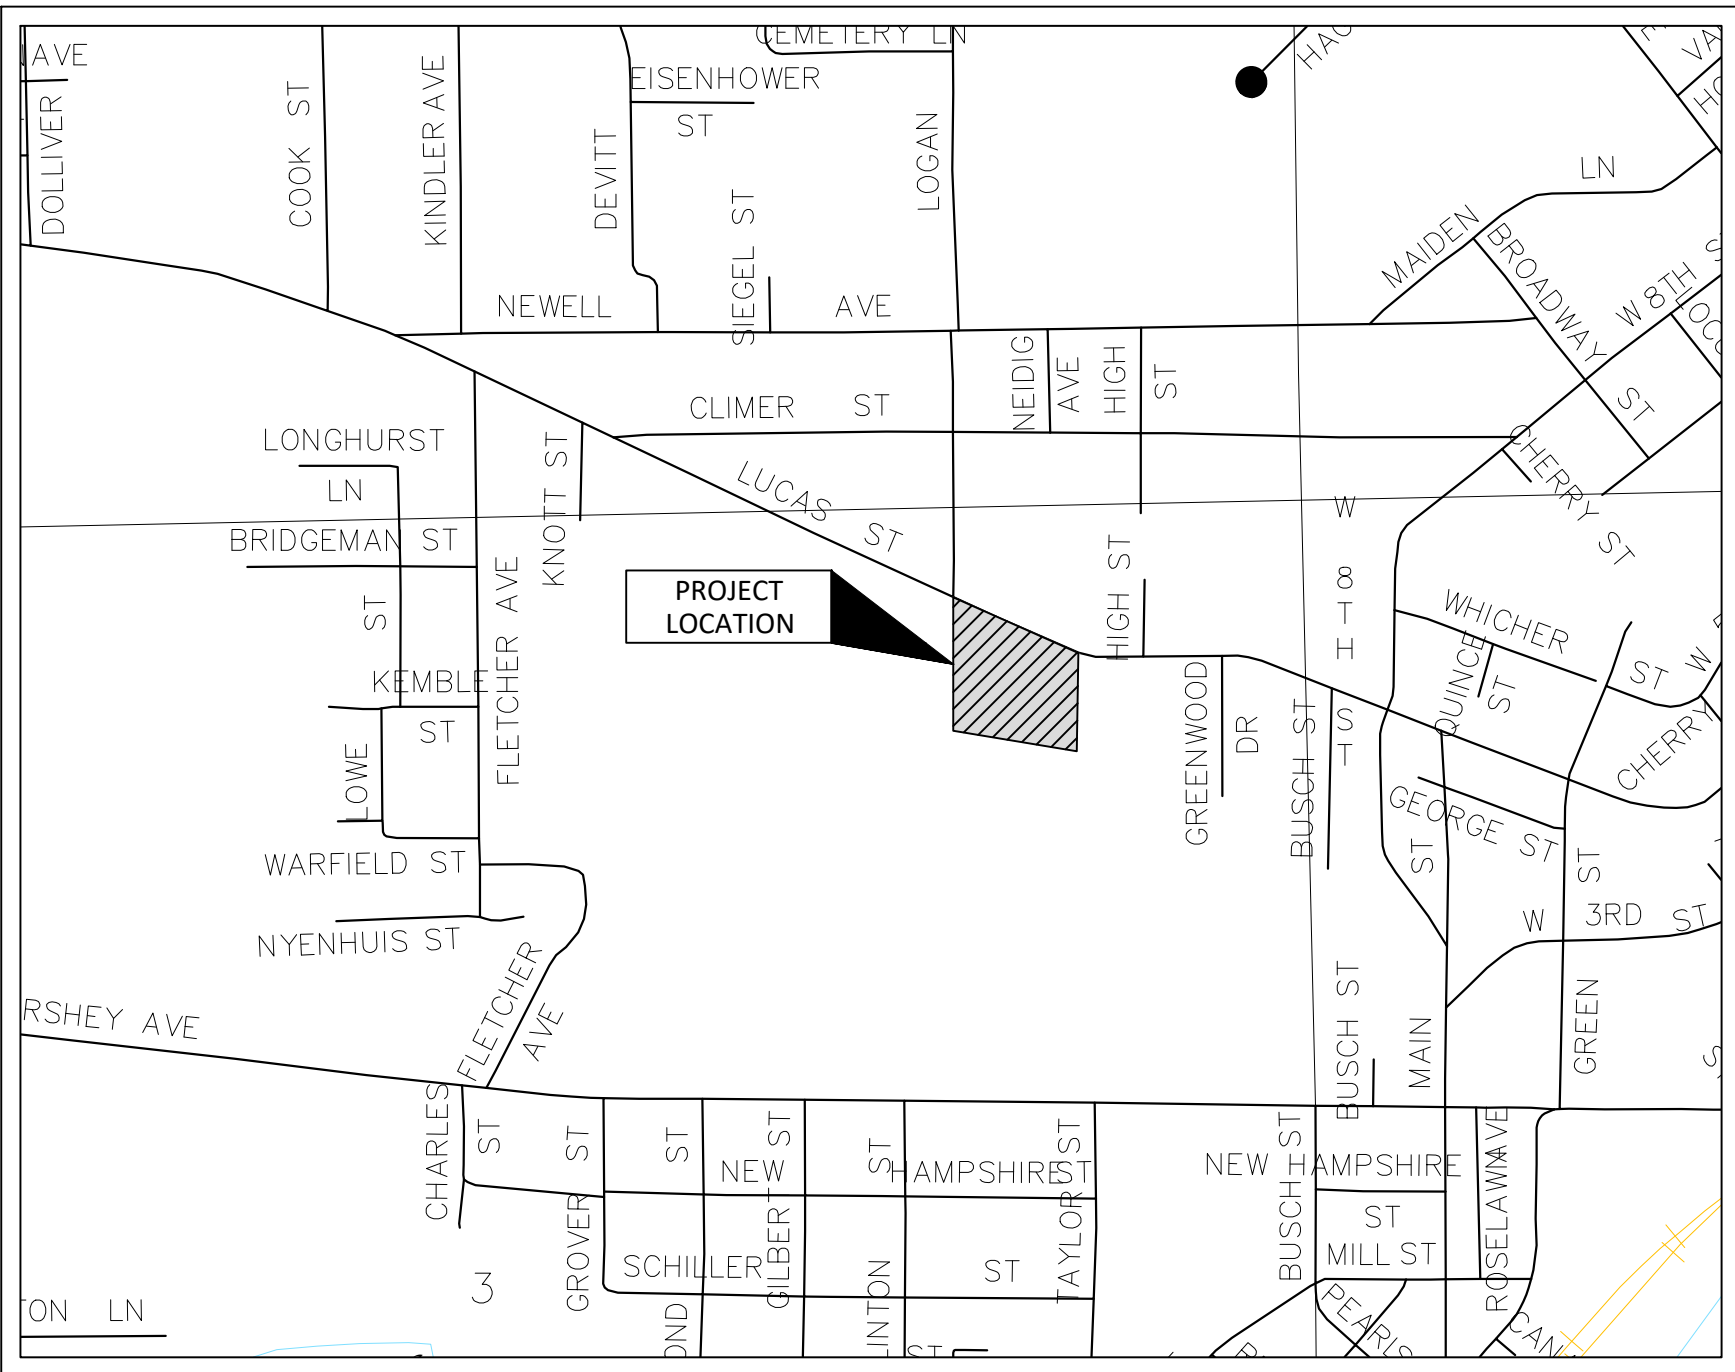 CEMETERY LN
AVE
DOLLIVER
COOK ST
KINDLER AVE
DEVITT
EISENHOWER
ST
SIEGEL ST
LOGAN
LN
MAIDEN
BROADWAY
ST
W 8TH
NEWELL AVE
NEIDIG
AVE
HIGH
ST
CLIMER ST
LONGHURST
LN
KNOTT ST
LUCAS
ST
CHERRY ST
BRIDGEMAN ST
FLETCHER AVE
PROJECT
LOCATION
HIGH ST
W 8TH ST
WHICHER
ST
QUINCE
ST
W
CHERRY
ST
KEMBLE
ST
LOWE
GREENWOOD
DR
BUSCH ST
GEORGE ST
ST
ST
WARFIELD ST
NYENHUIS ST
W 3RD ST
FLETCHER
AVE
RSHEY AVE
BUSCH ST
MAIN
GREEN
CHARLES
ST
GROVER
ST
ST
NEW HAMPSHIRE ST
GILBERT ST
ST
TAYLOR ST
BUSCH ST
NEW HAMPSHIRE
ST
ROSELAWN AVE
MILL ST
SCHILLER ST
3
ON LN
OND
LINTON
ST
PEARL
CAN